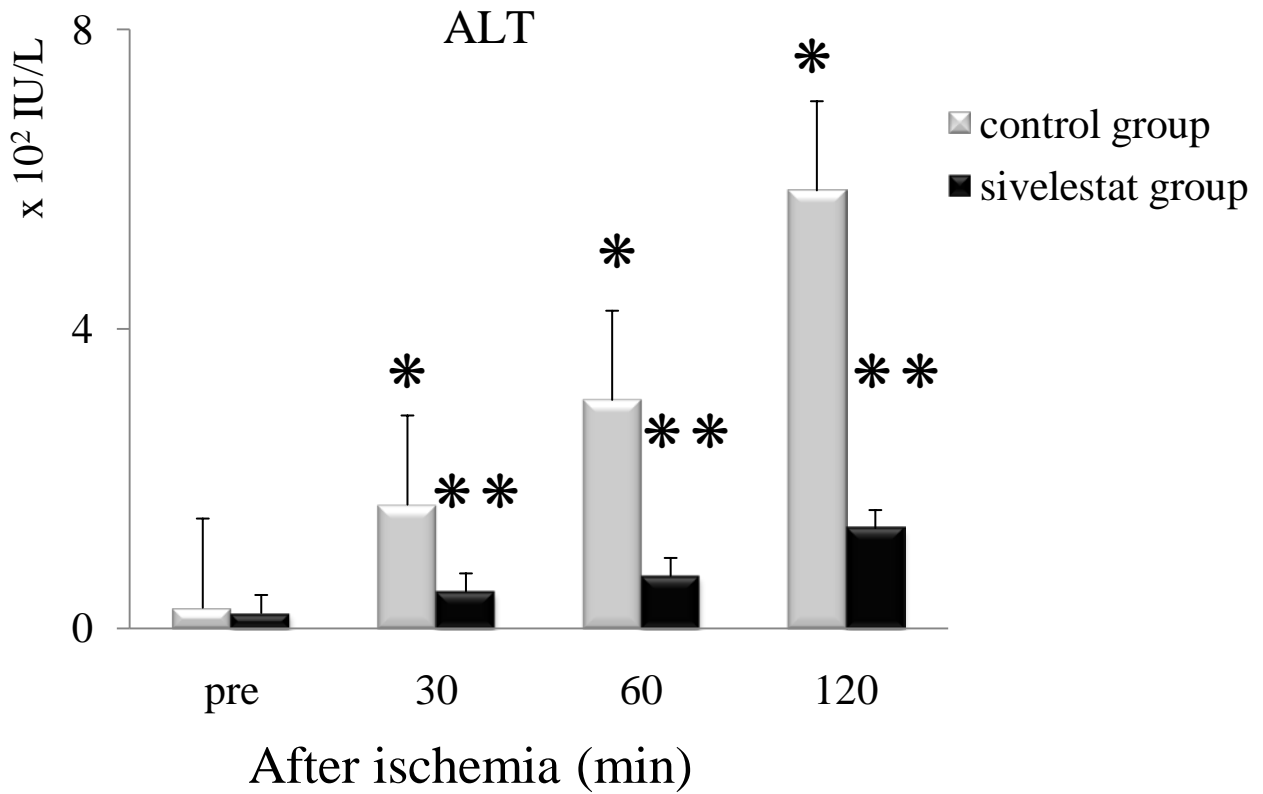 ALT
x 10² IU/L
8
4
0
*
*
*
* *
* *
* *
control group
sivelestat group
pre 30 60 120
After ischemia (min)